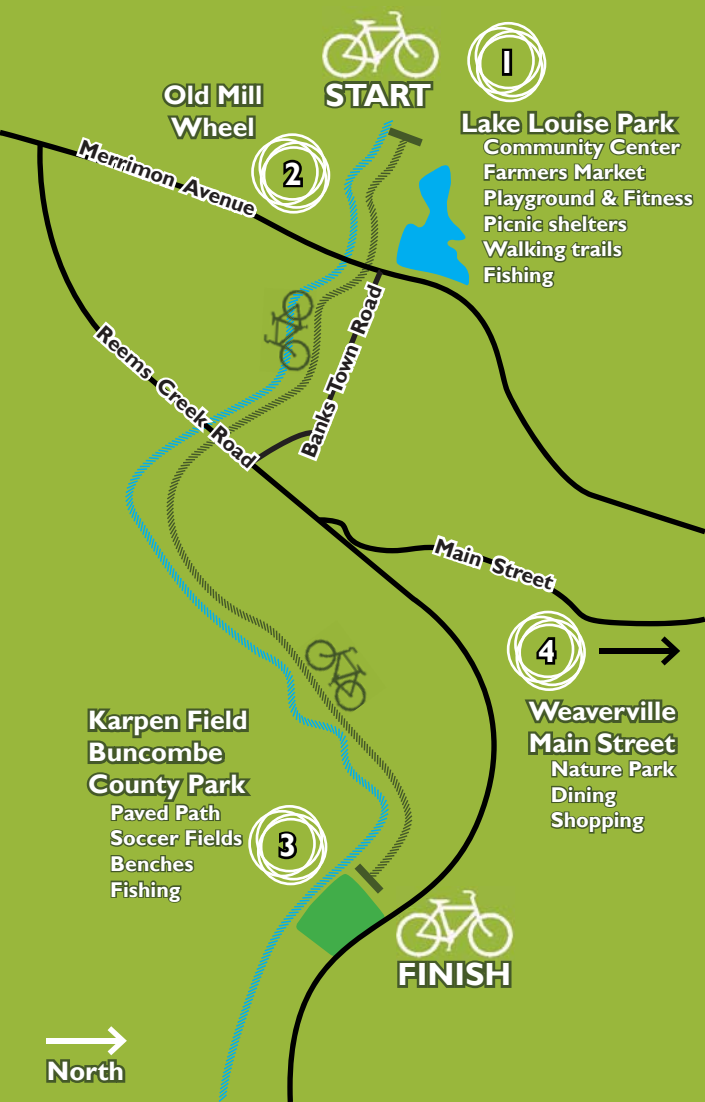 START
1
Lake Louise Park
Community Center
Farmers Market
Playground & Fitness
Picnic shelters
Walking trails
Fishing
Old Mill
Wheel
2
Merrimon Avenue
Banks Town Road
Reems Creek Road
Main Street
4
Weaverville
Main Street
Nature Park
Dining
Shopping
Karpen Field
Buncombe
County Park
Paved Path
Soccer Fields
Benches
Fishing
3
FINISH
North